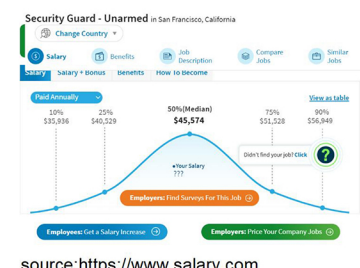 Security Guard - Unarmed in San Francisco, California
Change Country
$ Salary Benefits Job Description Compare Jobs Similar Jobs
Salary Salary + Bonus Benefits How To Become
Paid Annually View as table
10% 25% 50%(Median) 75% 90%
$35,936 $40,529 $45,574 $51,528 $56,949
Didn't find your job? Click ?
Your Salary
???
Employers: Find Surveys For This Job
Employees: Get a Salary Increase Employers: Price Your Company Jobs
source:https://www.salary.com